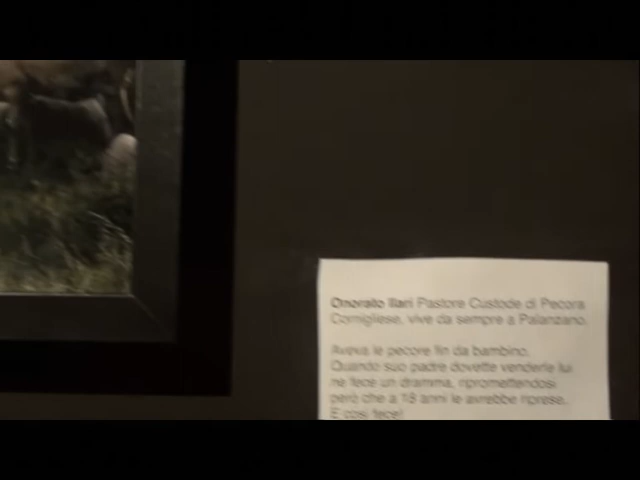 Onorato Ilari Pastore Custode di Pecora
Cornigliese, vive da sempre a Palanzano.
Aveva le pecore fin da bambino.
Quando suo padre dovette venderle lui
ne fece un dramma, ripromettendosi
però che a 18 anni le avrebbe riprese.
E così fece!